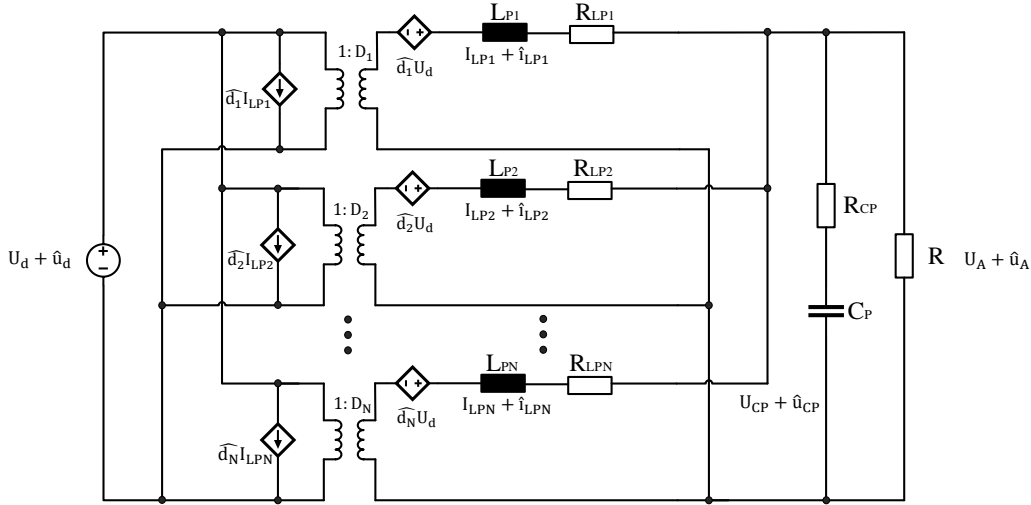 L_P1 R_LP1
1: D₁ d̂₁U_d I_LP1 + î_LP1
d̂₁I_LP1
L_P2 R_LP2
1: D₂ d̂₂U_d I_LP2 + î_LP2
R_CP
U_d + û_d d̂₂I_LP2 R U_A + û_A
C_P
L_PN R_LPN
1: D_N d̂_NU_d I_LPN + î_LPN U_CP + û_CP
d̂_NI_LPN